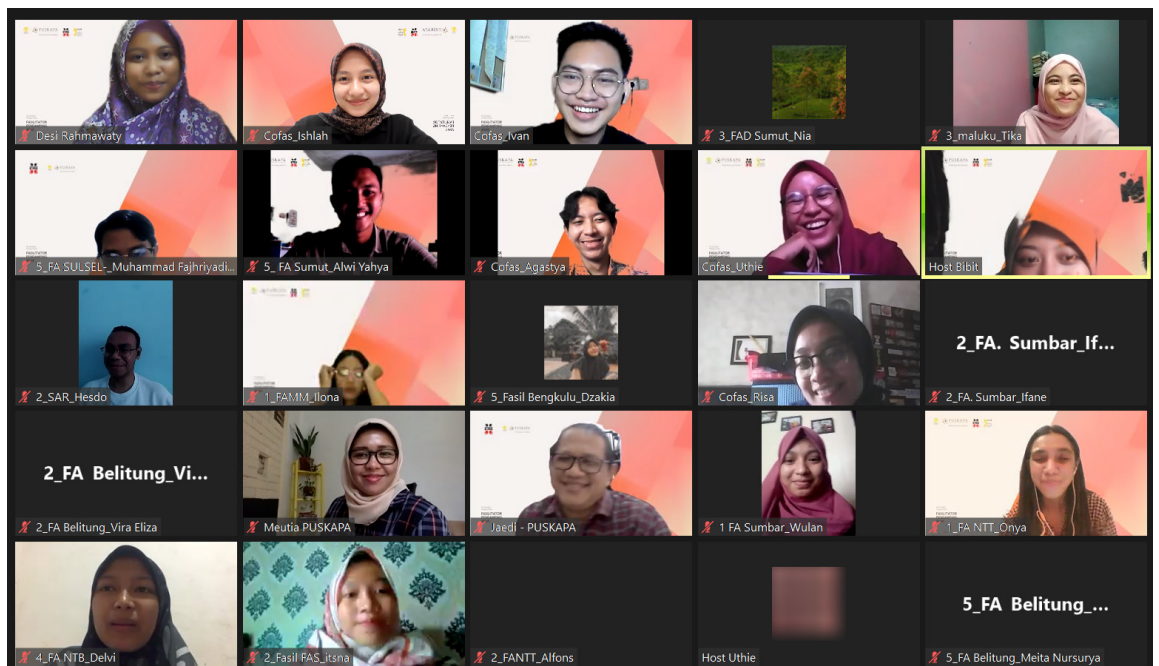 Desi Rahmawaty
Cofas_Ishlah
Cofas_Ivan
3_FAD Sumut_Nia
3_maluku_Tika
5_FA SULSEL-_Muhammad Fajhriyadi...
5_ FA Sumut_Alwi Yahya
Cofas_Agastya
Cofas_Uthie
Host Bibit
2_SAR_Hesdo
1_FAMM_Ilona
5_Fasil Bengkulu_Dzakia
Cofas_Risa
2_FA. Sumbar_If...
2_FA. Sumbar_Ifane
2_FA Belitung_Vi...
2_FA Belitung_Vira Eliza
Meutia PUSKAPA
Jaedi - PUSKAPA
1 FA Sumbar_Wulan
1_FA NTT_Onya
4_FA NTB_Delvi
2_Fasil FAS_itsna
2_FANTT_Alfons
Host Uthie
5_FA Belitung_...
5_FA Belitung_Meita Nursurya